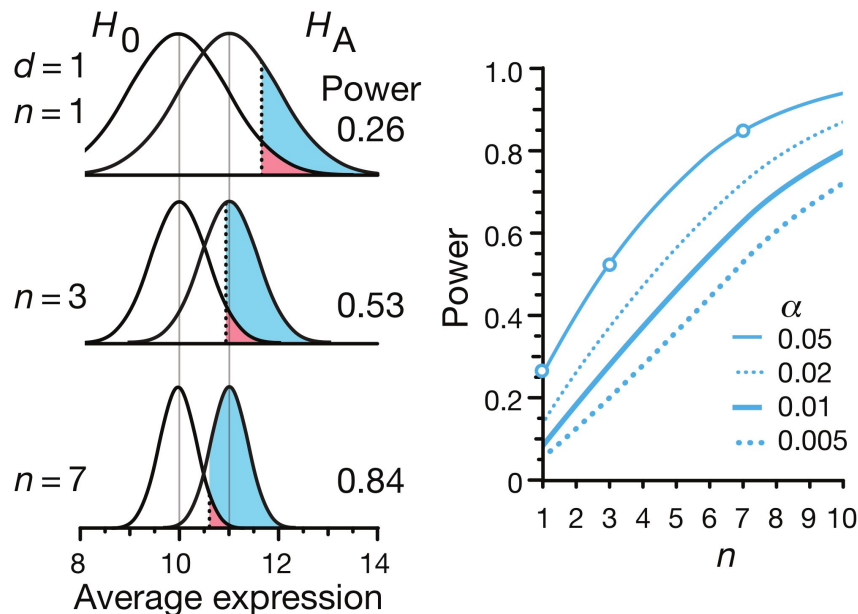 H0 HA
d = 1
n = 1
Power
0.26
n = 3
0.53
n = 7
0.84
8 10 12 14
Average expression
1.0
0.8
0.6
0.4
0.2
0
Power
α
0.05
0.02
0.01
0.005
1 2 3 4 5 6 7 8 9 10
n